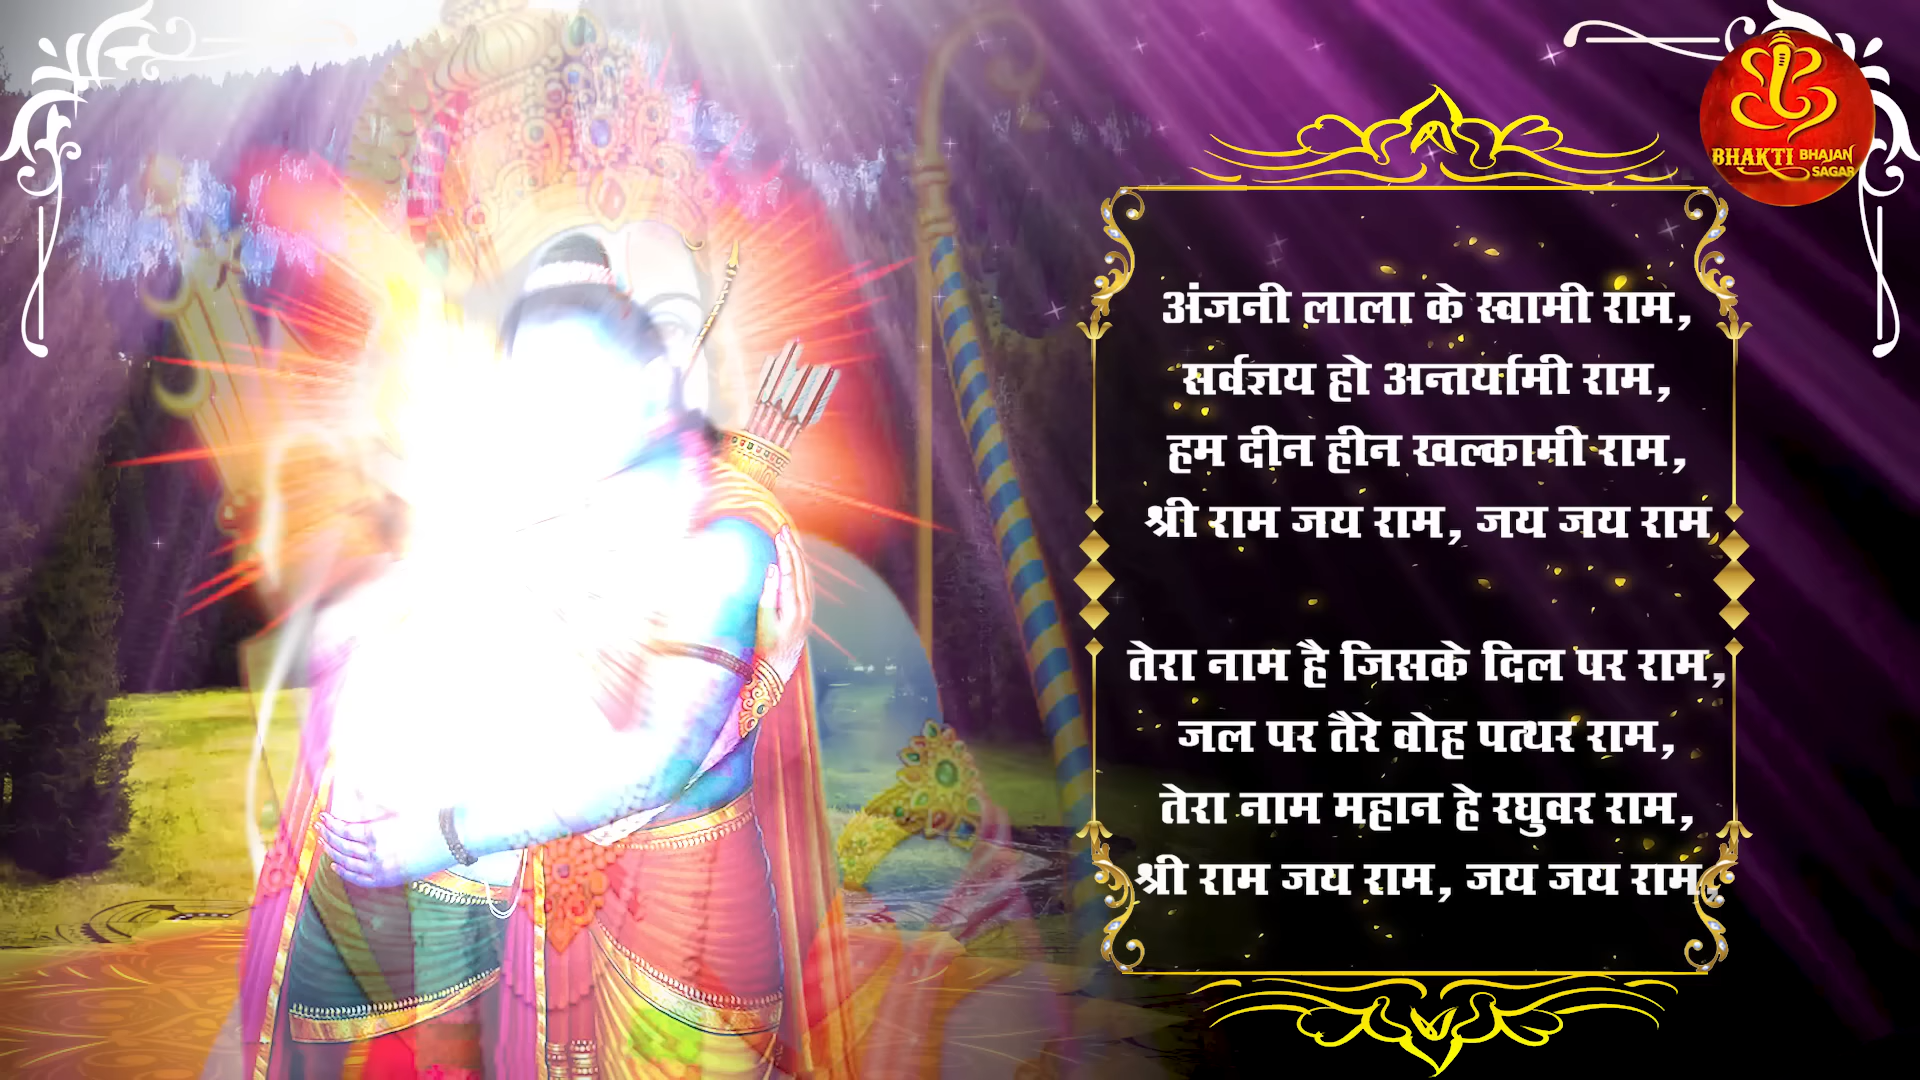 BHAKTI BHAJAN
SAGAR
अंजनी लाला के स्वामी राम,
सर्वज्ञय हो अन्तर्यामी राम,
हम दीन हीन खल्कामी राम,
श्री राम जय राम, जय जय राम,
तेरा नाम है जिसके दिल पर राम,
जल पर तैरे वोह पत्थर राम,
तेरा नाम महान हे रघुवर राम,
श्री राम जय राम, जय जय राम,